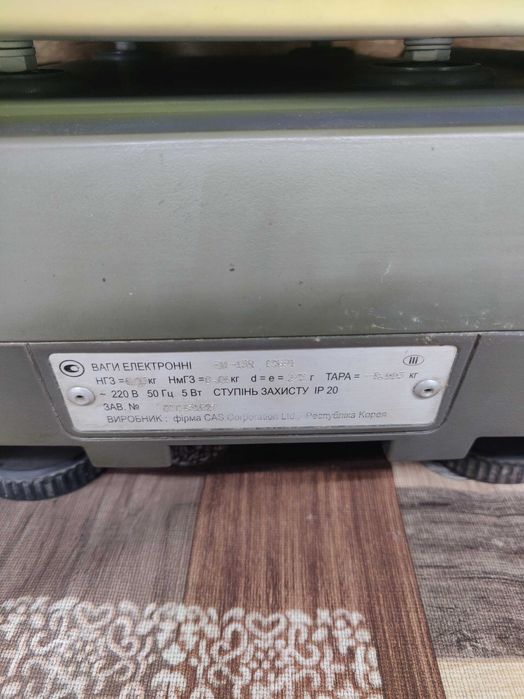 ВАГИ ЕЛЕКТРОННІ
III
НГЗ = кг НмГЗ = кг d = e = г ТАРА = кг
~ 220 В 50 Гц 5 Вт СТУПІНЬ ЗАХИСТУ IP 20
ЗАВ. №
ВИРОБНИК : фірма CAS Corporation Ltd., Республіка Корея